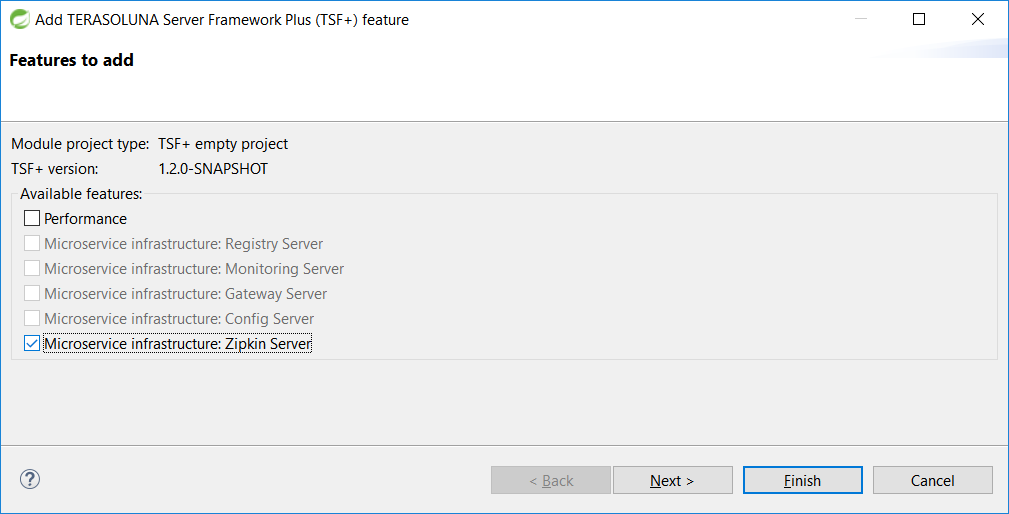 Add TERASOLUNA Server Framework Plus (TSF+) feature
Features to add
Module project type: TSF+ empty project
TSF+ version: 1.2.0-SNAPSHOT
Available features:
Performance
Microservice infrastructure: Registry Server
Microservice infrastructure: Monitoring Server
Microservice infrastructure: Gateway Server
Microservice infrastructure: Config Server
Microservice infrastructure: Zipkin Server
? < Back Next > Finish Cancel